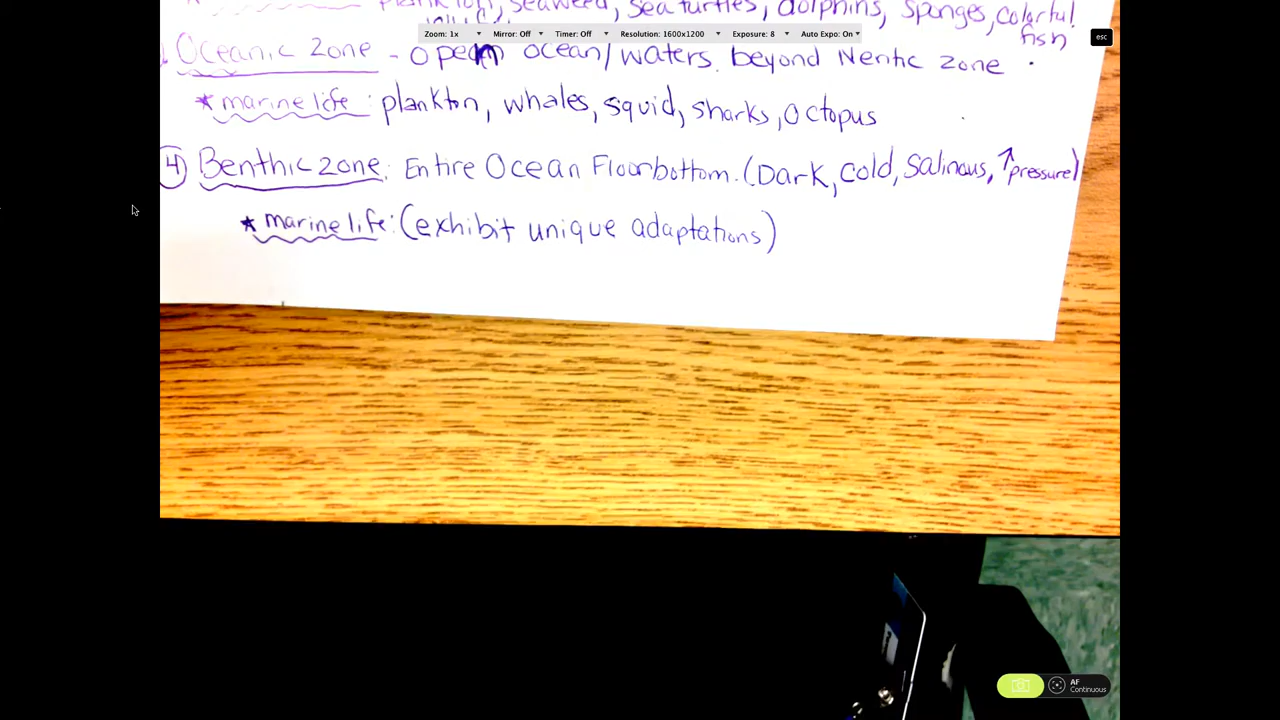 plankton, seaweed, sea turtles, dolphins, sponges, colorful
fish
Zoom: 1x Mirror: Off Timer: Off Resolution: 1600x1200 Exposure: 8 Auto Expo: On
esc
Oceanic Zone - open ocean/waters beyond Neritic zone
*marine life: plankton, whales, squid, sharks, Octopus
4 Benthic zone: Entire Ocean Floorbottom. (Dark, cold, Salinous, ↑pressure)
*marine life: (exhibit unique adaptations)
AF
Continuous